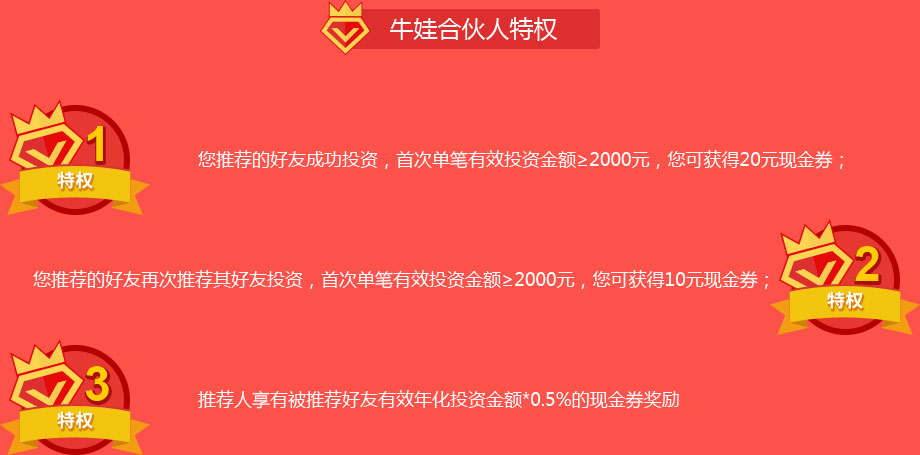 牛娃合伙人特权
1
特权
您推荐的好友成功投资，首次单笔有效投资金额≥2000元，您可获得20元现金券；
您推荐的好友再次推荐其好友投资，首次单笔有效投资金额≥2000元，您可获得10元现金券；
2
特权
3
特权
推荐人享有被推荐好友有效年化投资金额*0.5%的现金券奖励